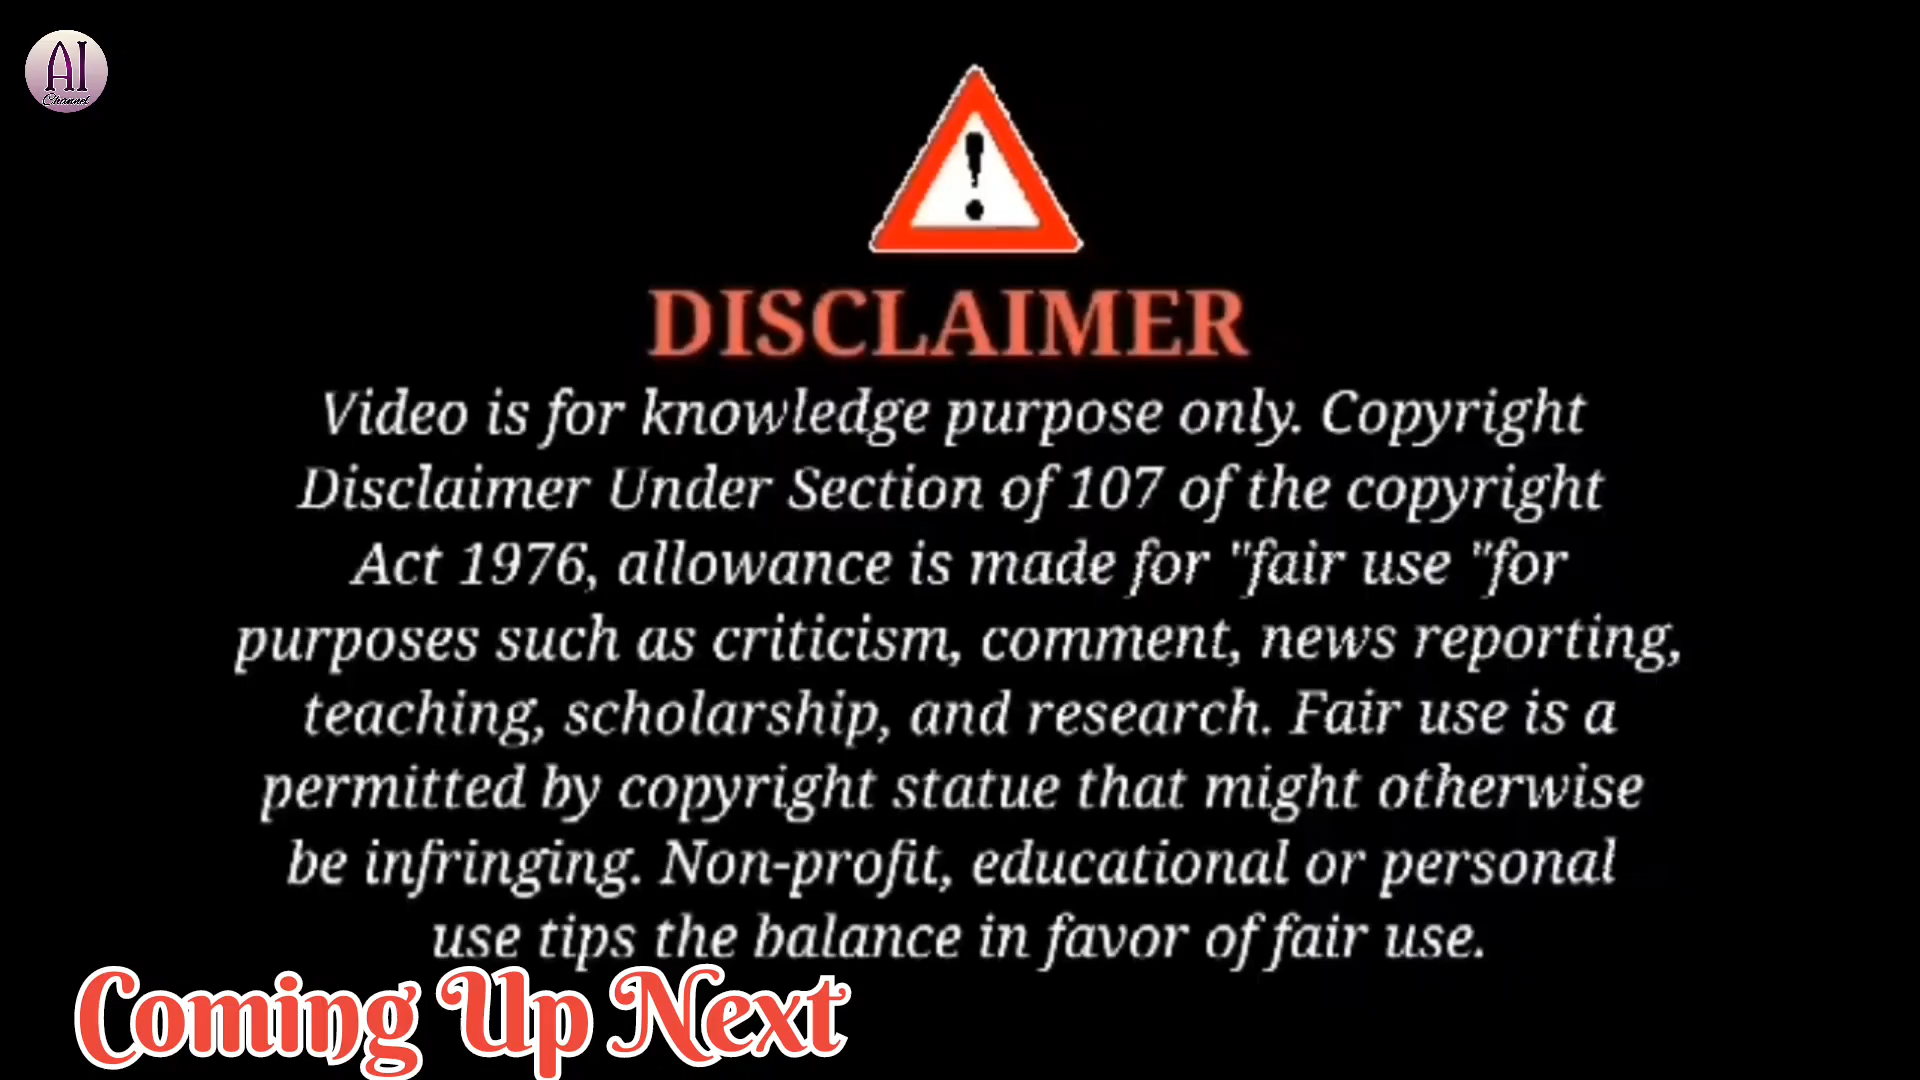 AI
Channel
!
DISCLAIMER
Video is for knowledge purpose only. Copyright
Disclaimer Under Section of 107 of the copyright
Act 1976, allowance is made for "fair use "for
purposes such as criticism, comment, news reporting,
teaching, scholarship, and research. Fair use is a
permitted by copyright statue that might otherwise
be infringing. Non-profit, educational or personal
use tips the balance in favor of fair use.
Coming Up Next